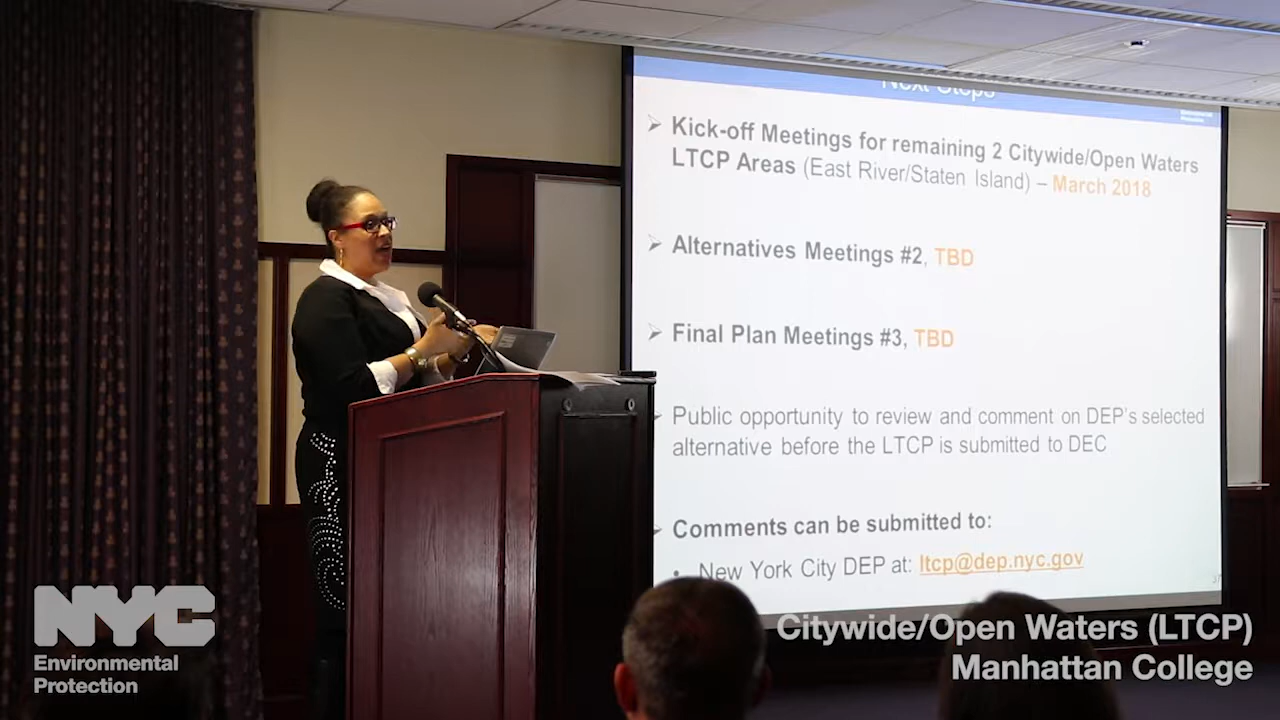 Next Steps
Kick-off Meetings for remaining 2 Citywide/Open Waters
LTCP Areas (East River/Staten Island) – March 2018
Alternatives Meetings #2, TBD
Final Plan Meetings #3, TBD
Public opportunity to review and comment on DEP's selected
alternative before the LTCP is submitted to DEC
Comments can be submitted to:
• New York City DEP at: ltcp@dep.nyc.gov
NYC
Environmental
Protection
Citywide/Open Waters (LTCP)
Manhattan College